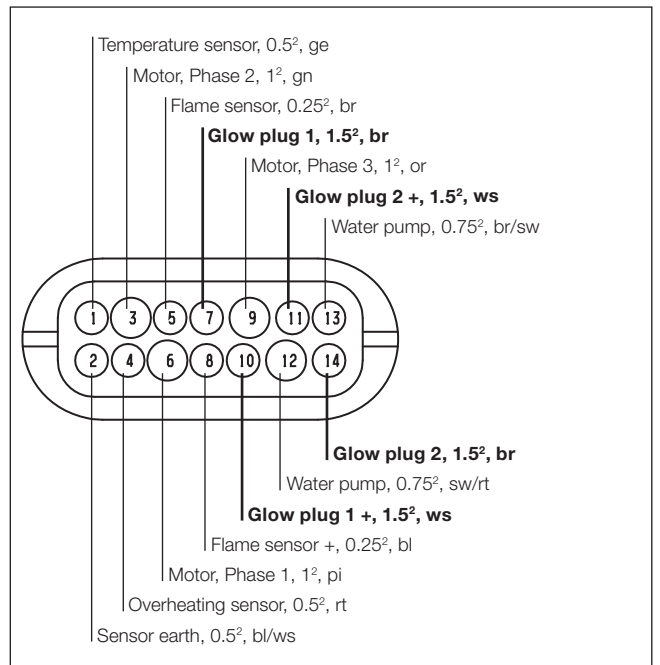 Temperature sensor, 0.5², ge
Motor, Phase 2, 1², gn
Flame sensor, 0.25², br
Glow plug 1, 1.5², br
Motor, Phase 3, 1², or
Glow plug 2 +, 1.5², ws
Water pump, 0.75², br/sw
1 3 5 7 9 11 13
2 4 6 8 10 12 14
Glow plug 2, 1.5², br
Water pump, 0.75², sw/rt
Glow plug 1 +, 1.5², ws
Flame sensor +, 0.25², bl
Motor, Phase 1, 1², pi
Overheating sensor, 0.5², rt
Sensor earth, 0.5², bl/ws